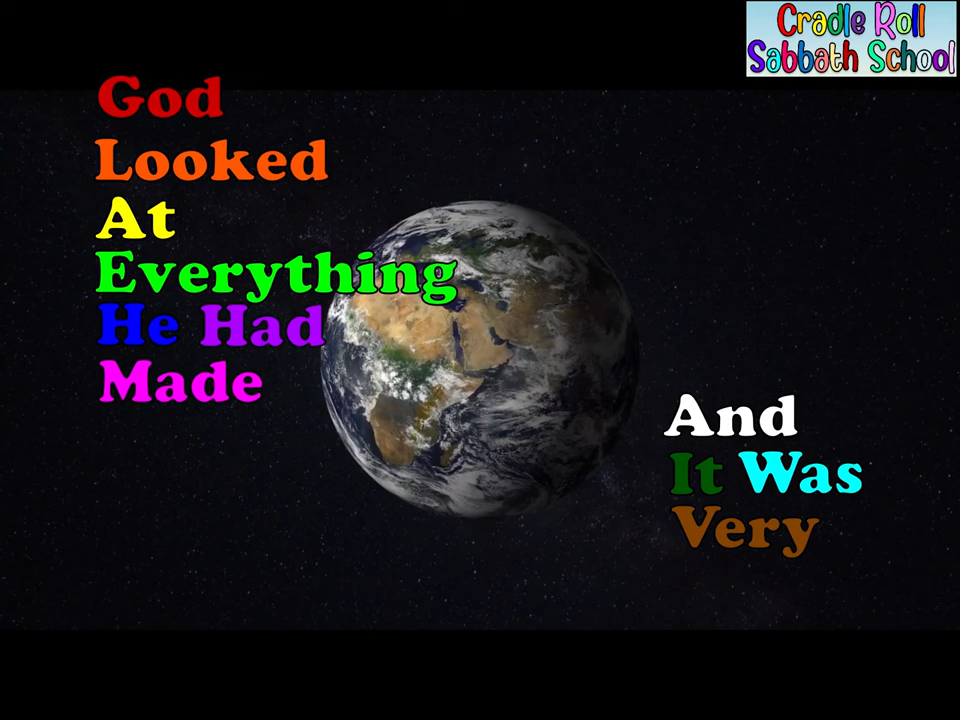 Cradle Roll
Sabbath School
God
Looked
At
Everything
He Had
Made
And
It Was
Very